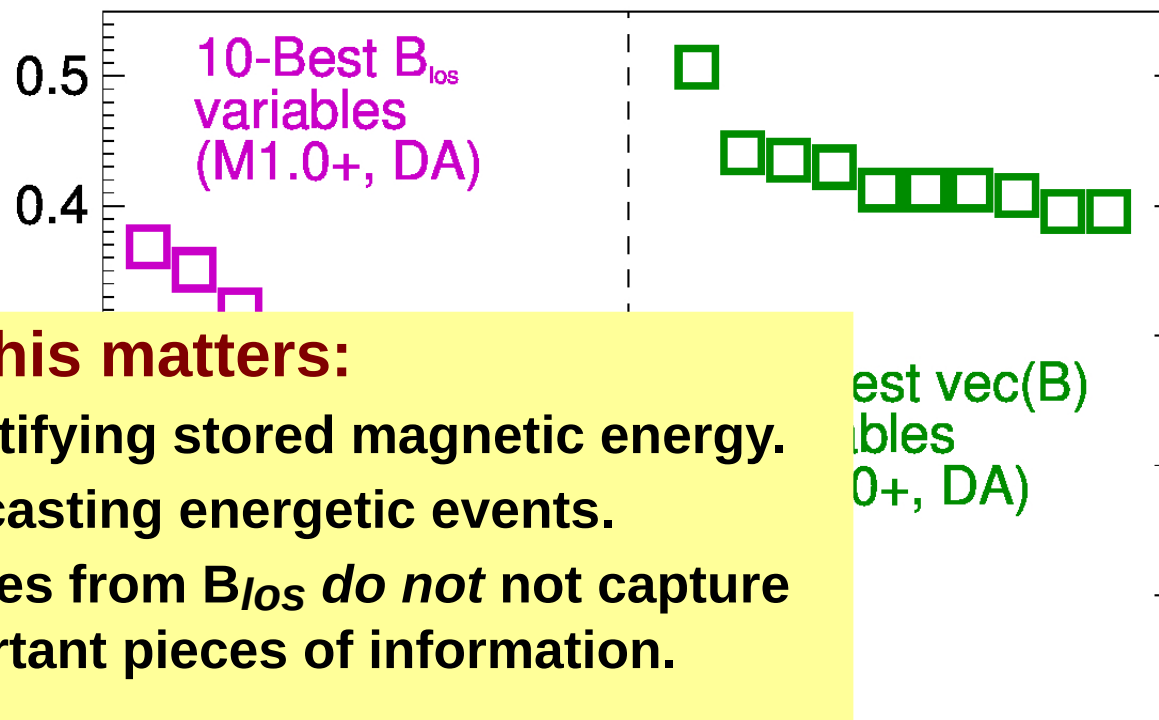 0.5
0.4
10-Best Blos
variables
(M1.0+, DA)
his matters:
tifying stored magnetic energy.
casting energetic events.
es from Blos do not not capture
rtant pieces of information.
est vec(B)
bles
0+, DA)